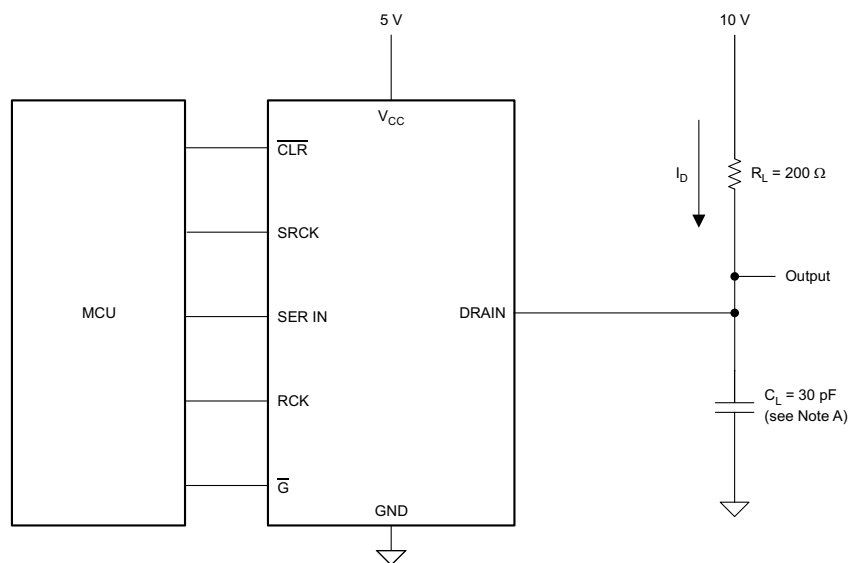 5 V
10 V
V_CC
CLR
SRCK
SER IN
RCK
G
MCU
DRAIN
GND
I_D
R_L = 200 Ω
Output
C_L = 30 pF
(see Note A)